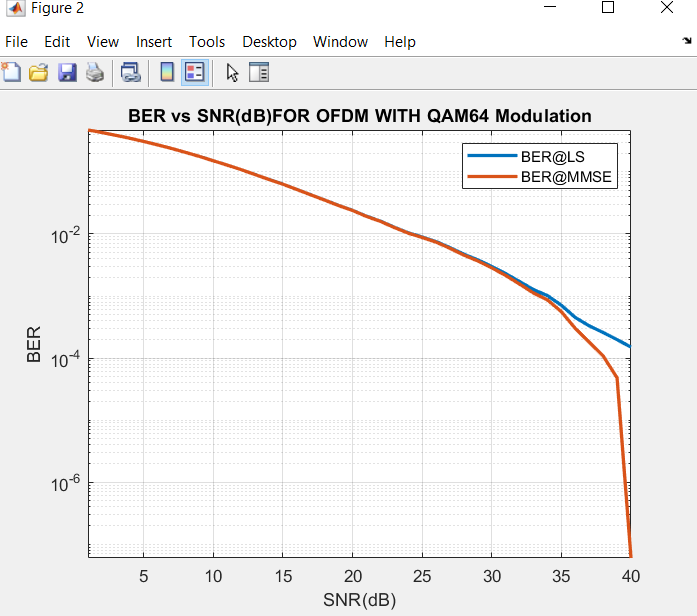 Figure 2
File Edit View Insert Tools Desktop Window Help
BER vs SNR(dB)FOR OFDM WITH QAM64 Modulation
BER@LS
BER@MMSE
10-2
10-4
10-6
BER
5 10 15 20 25 30 35 40
SNR(dB)